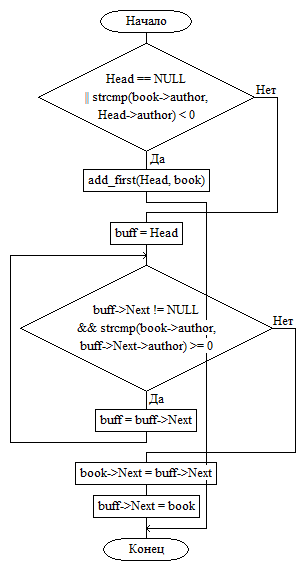 Начало
Head == NULL
|| strcmp(book->author,
Head->author) < 0
Нет
Да
add_first(Head, book)
buff = Head
buff->Next != NULL
&& strcmp(book->author,
buff->Next->author) >= 0
Нет
Да
buff = buff->Next
book->Next = buff->Next
buff->Next = book
Конец